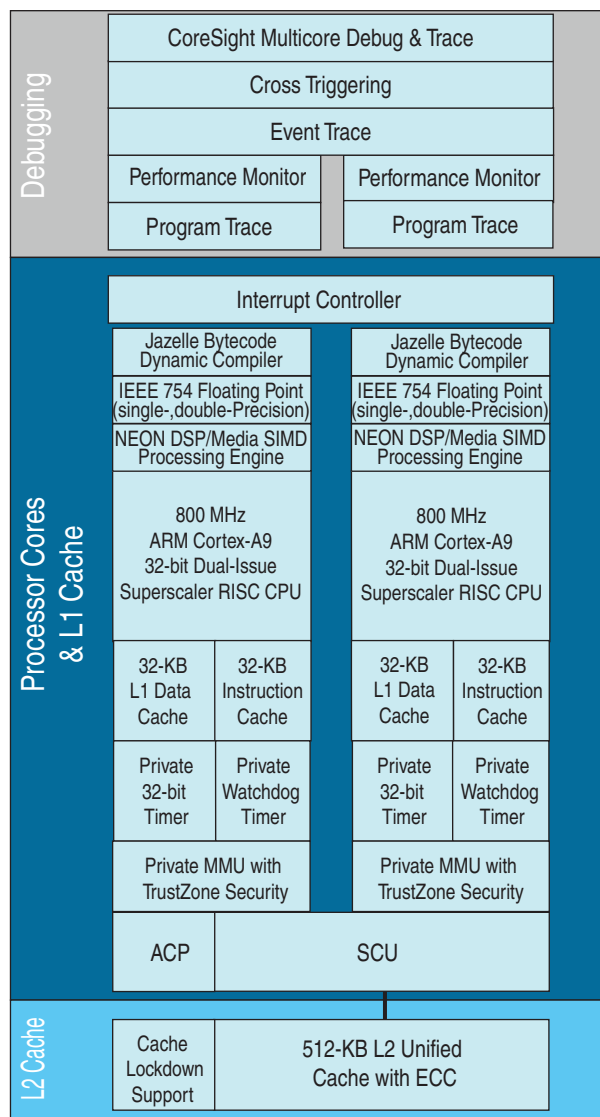 Debugging
CoreSight Multicore Debug & Trace
Cross Triggering
Event Trace
Performance Monitor
Program Trace
Performance Monitor
Program Trace
Processor Cores
& L1 Cache
Interrupt Controller
Jazelle Bytecode
Dynamic Compiler
IEEE 754 Floating Point
(single-,double-Precision)
NEON DSP/Media SIMD
Processing Engine
800 MHz
ARM Cortex-A9
32-bit Dual-Issue
Superscaler RISC CPU
32-KB
L1 Data
Cache
32-KB
Instruction
Cache
Private
32-bit
Timer
Private
Watchdog
Timer
Private MMU with
TrustZone Security
Jazelle Bytecode
Dynamic Compiler
IEEE 754 Floating Point
(single-,double-Precision)
NEON DSP/Media SIMD
Processing Engine
800 MHz
ARM Cortex-A9
32-bit Dual-Issue
Superscaler RISC CPU
32-KB
L1 Data
Cache
32-KB
Instruction
Cache
Private
32-bit
Timer
Private
Watchdog
Timer
Private MMU with
TrustZone Security
ACP
SCU
L2 Cache
Cache
Lockdown
Support
512-KB L2 Unified
Cache with ECC